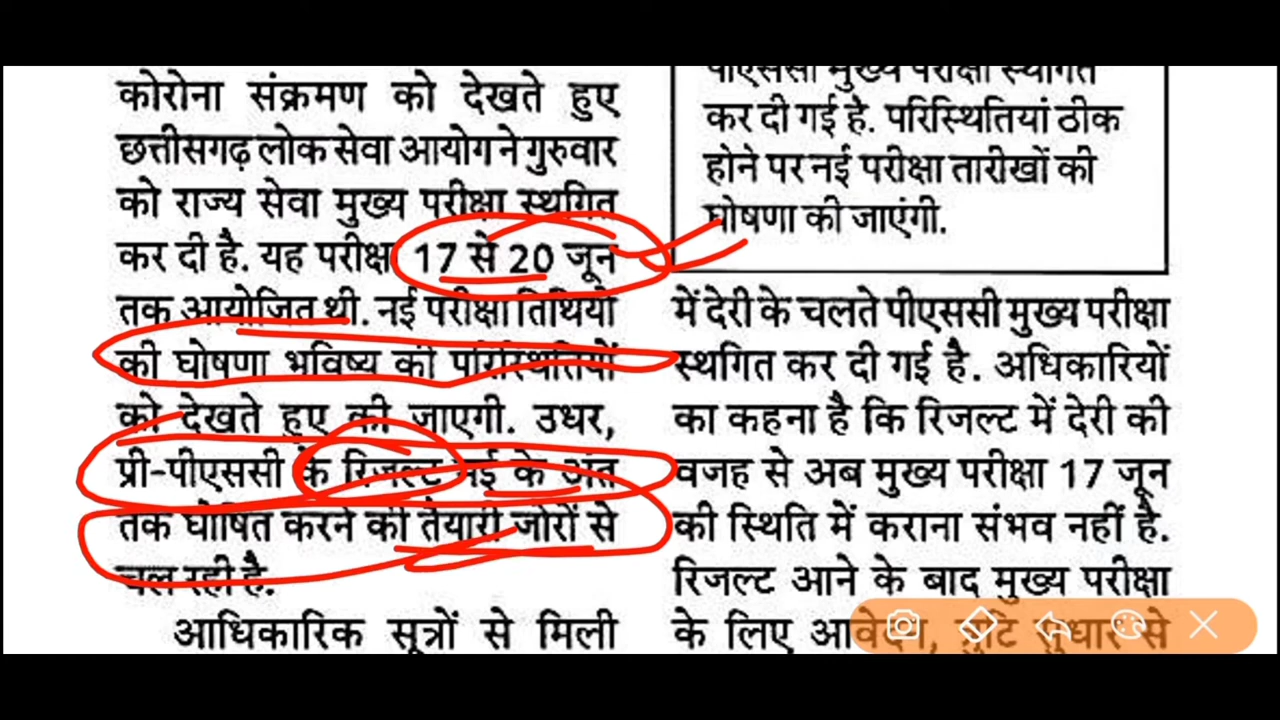 कोरोना संक्रमण को देखते हुए
छत्तीसगढ़ लोक सेवा आयोग ने गुरुवार
को राज्य सेवा मुख्य परीक्षा स्थगित
कर दी है. यह परीक्षा 17 से 20 जून
तक आयोजित थी. नई परीक्षा तिथियों
की घोषणा भविष्य की परिस्थितियों
को देखते हुए की जाएगी. उधर,
प्री-पीएससी के रिजल्ट मई के अंत
तक घोषित करने की तैयारी जोरों से
चल रही है.
आधिकारिक सूत्रों से मिली
पीएससी मुख्य परीक्षा स्थगित
कर दी गई है. परिस्थितियां ठीक
होने पर नई परीक्षा तारीखों की
घोषणा की जाएंगी.
में देरी के चलते पीएससी मुख्य परीक्षा
स्थगित कर दी गई है. अधिकारियों
का कहना है कि रिजल्ट में देरी की
वजह से अब मुख्य परीक्षा 17 जून
की स्थिति में कराना संभव नहीं है.
रिजल्ट आने के बाद मुख्य परीक्षा
के लिए आवेदन, त्रुटि सुधार से